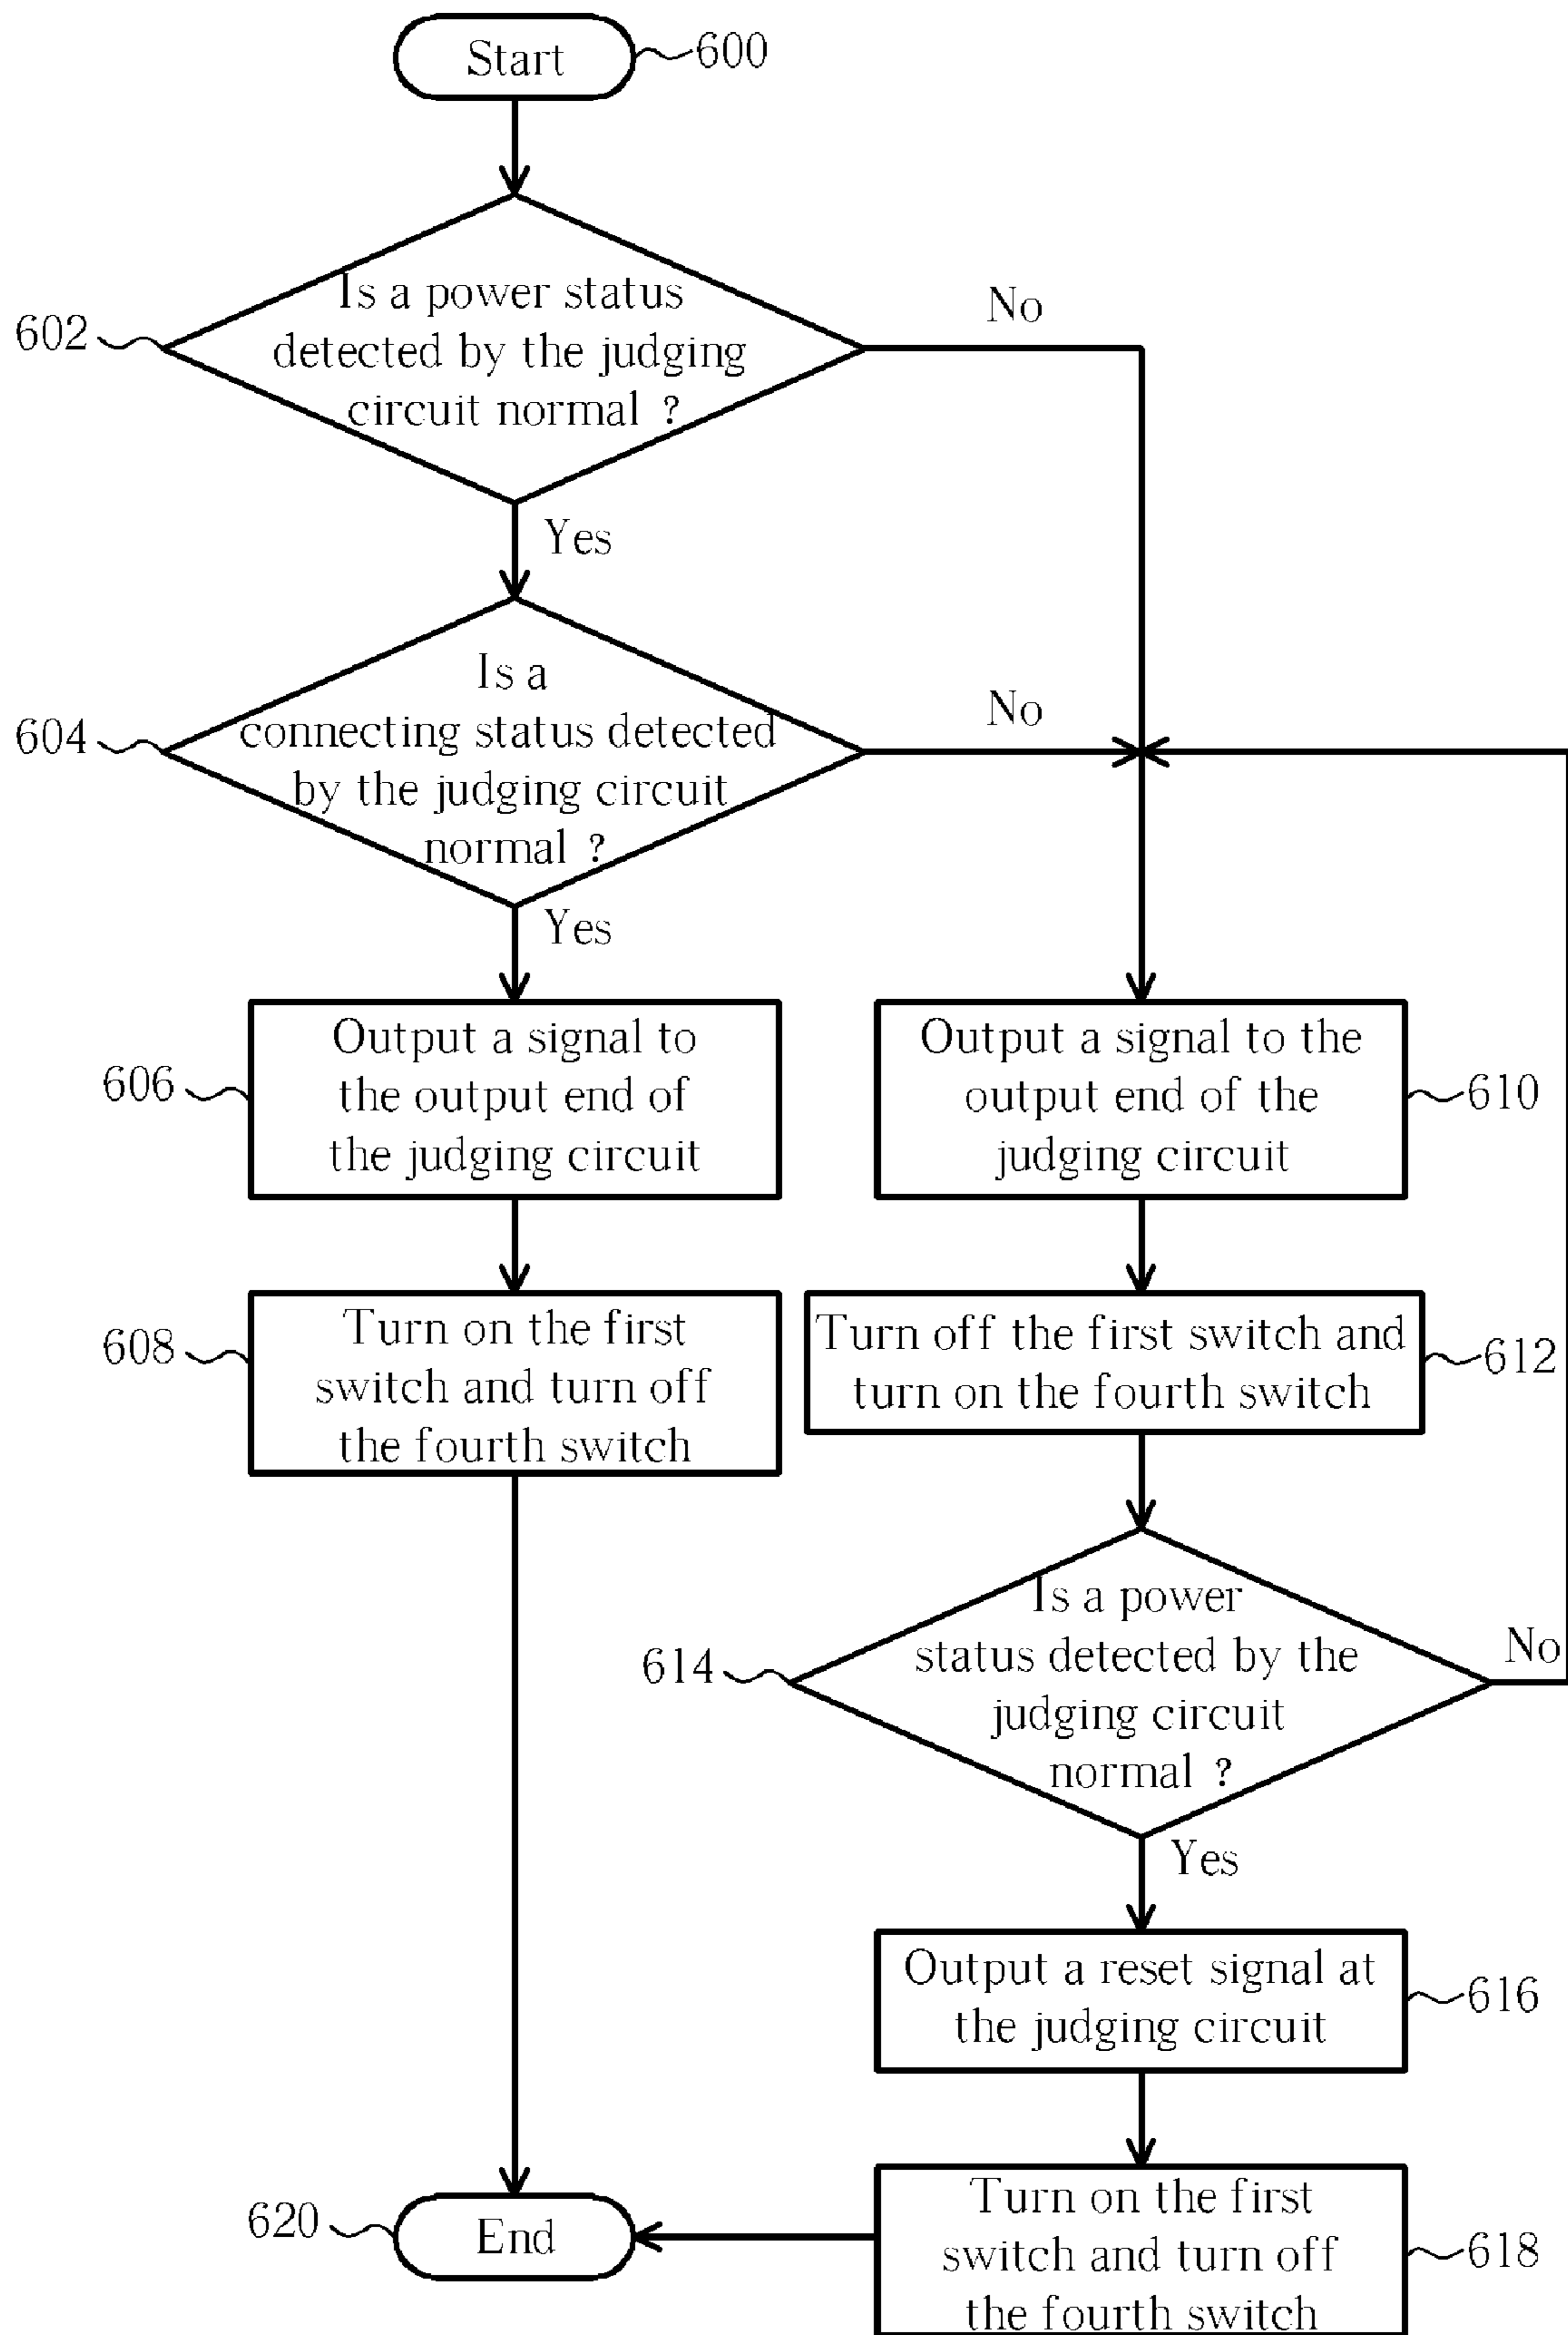 Start
600
Is a power status
detected by the judging
circuit normal ?
602
No
Yes
Is a
connecting status detected
by the judging circuit
normal ?
604
No
Yes
Output a signal to
the output end of
the judging circuit
606
Output a signal to the
output end of the
judging circuit
610
Turn on the first
switch and turn off
the fourth switch
608
Turn off the first switch and
turn on the fourth switch
612
Is a power
status detected by the
judging circuit
normal ?
614
No
Yes
Output a reset signal at
the judging circuit
616
Turn on the first
switch and turn off
the fourth switch
618
End
620